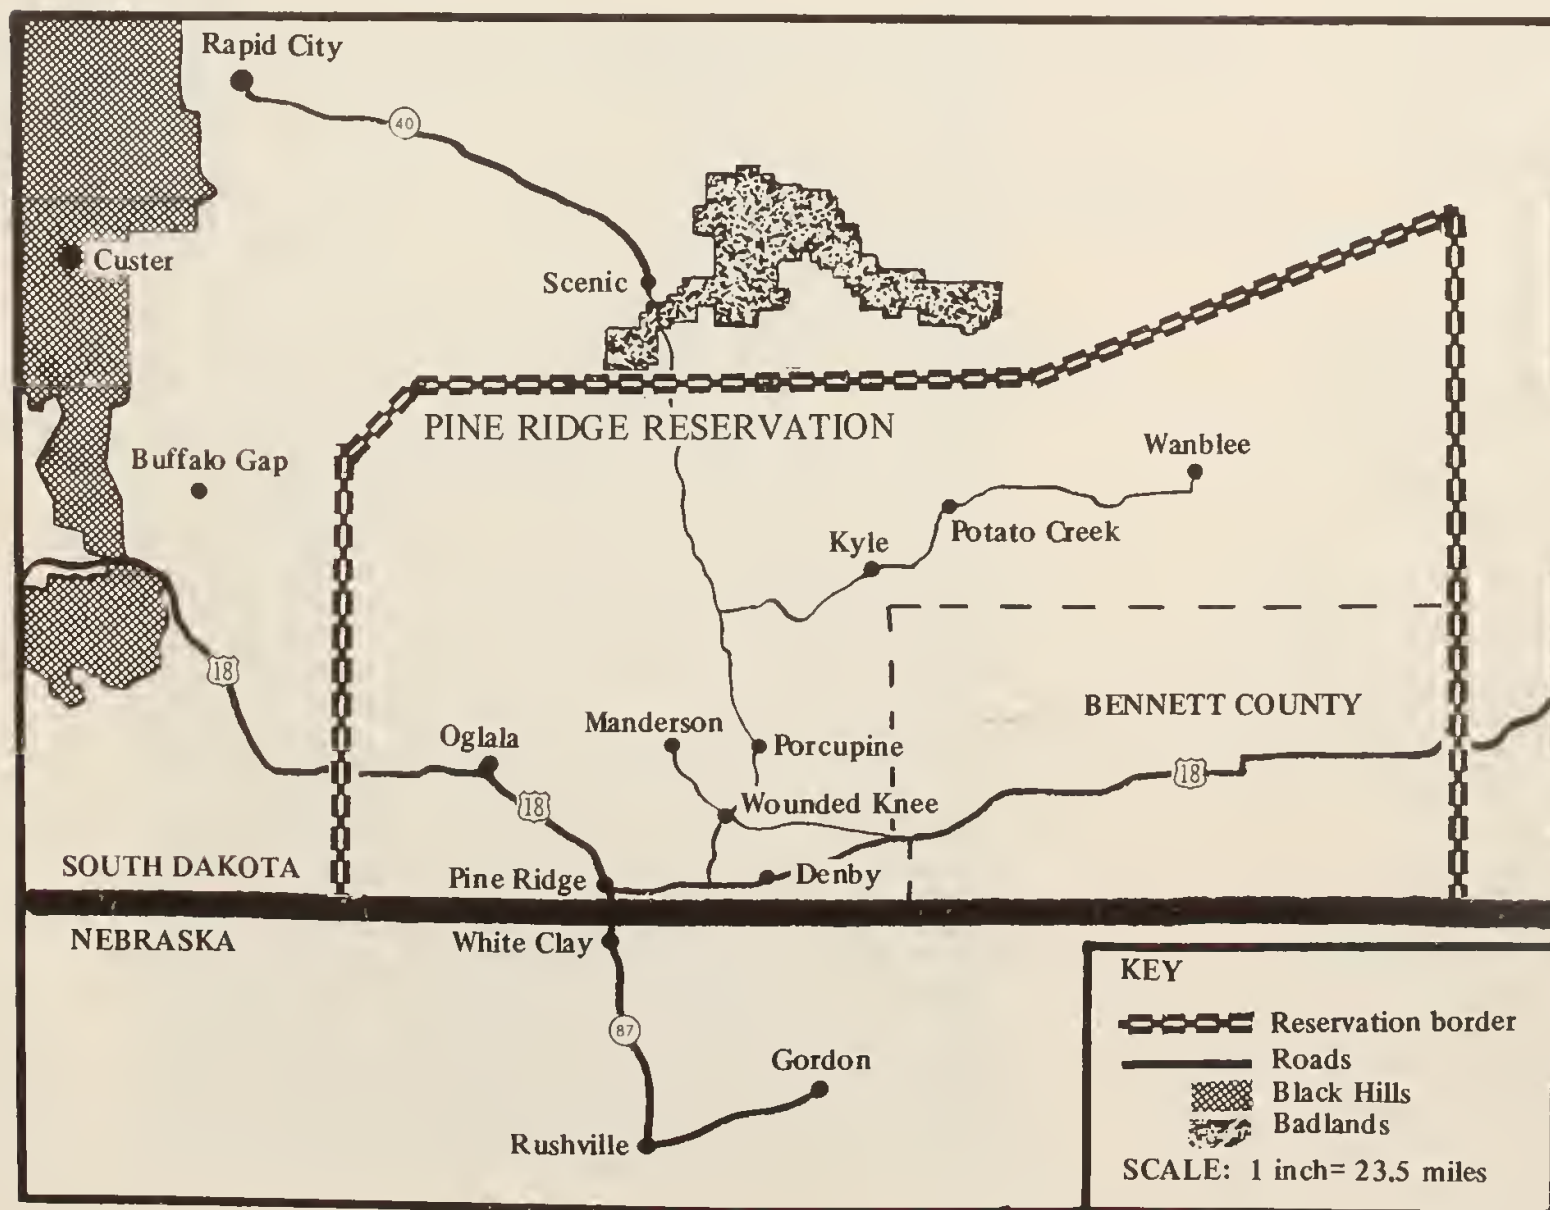 Rapid City
40
Custer
Scenic
PINE RIDGE RESERVATION
Buffalo Gap
Wanblee
Potato Creek
Kyle
18
BENNETT COUNTY
Manderson
Oglala
Porcupine
18
18
Wounded Knee
SOUTH DAKOTA
Pine Ridge
Denby
NEBRASKA
White Clay
87
Gordon
Rushville
KEY
Reservation border
Roads
Black Hills
Badlands
SCALE: 1 inch= 23.5 miles